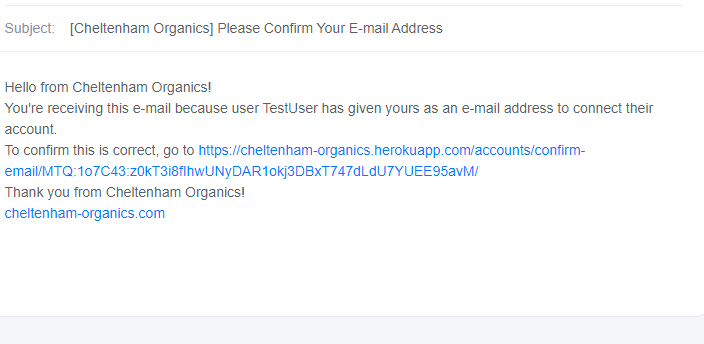 Subject: [Cheltenham Organics] Please Confirm Your E-mail Address
Hello from Cheltenham Organics!
You're receiving this e-mail because user TestUser has given yours as an e-mail address to connect their
account.
To confirm this is correct, go to https://cheltenham-organics.herokuapp.com/accounts/confirm-
email/MTQ:1o7C43:z0kT3i8flhwUNyDAR1okj3DBxT747dLdU7YUEE95avM/
Thank you from Cheltenham Organics!
cheltenham-organics.com